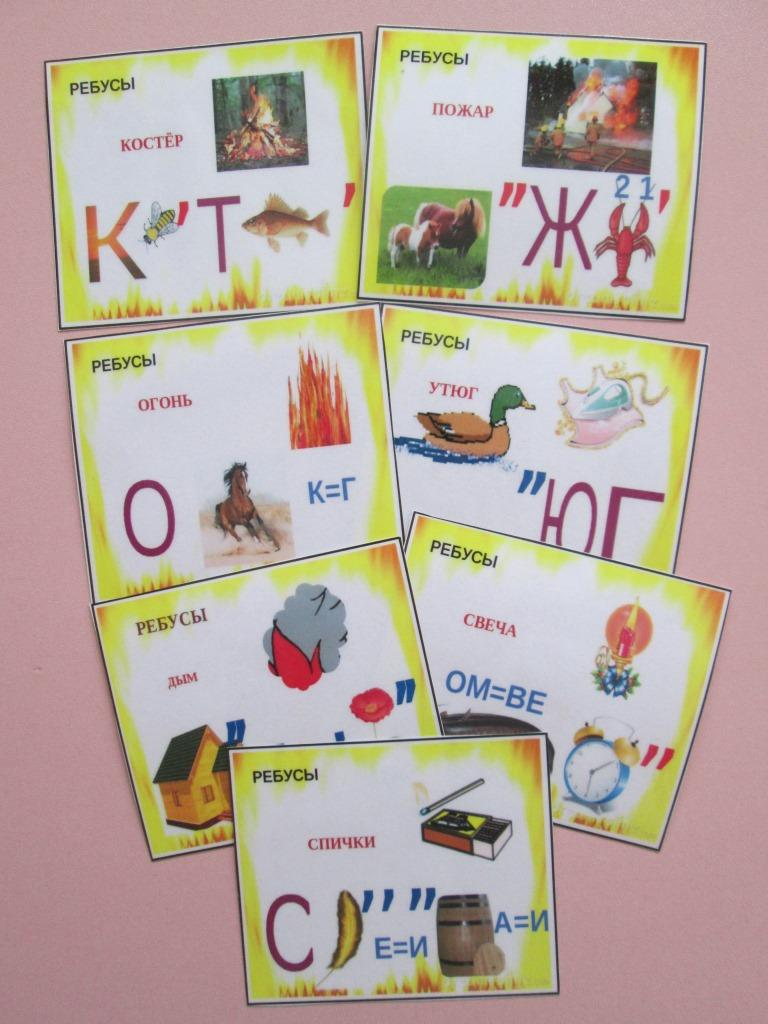 РЕБУСЫ
КОСТЁР
К ’ Т ’
РЕБУСЫ
ПОЖАР
2 1
” Ж ’
РЕБУСЫ
ОГОНЬ
О К=Г
РЕБУСЫ
УТЮГ
” ЮГ
РЕБУСЫ
ДЫМ
” ”
РЕБУСЫ
СВЕЧА
ОМ=ВЕ
”
РЕБУСЫ
СПИЧКИ
С ’ ’ ”
Е=И А=И